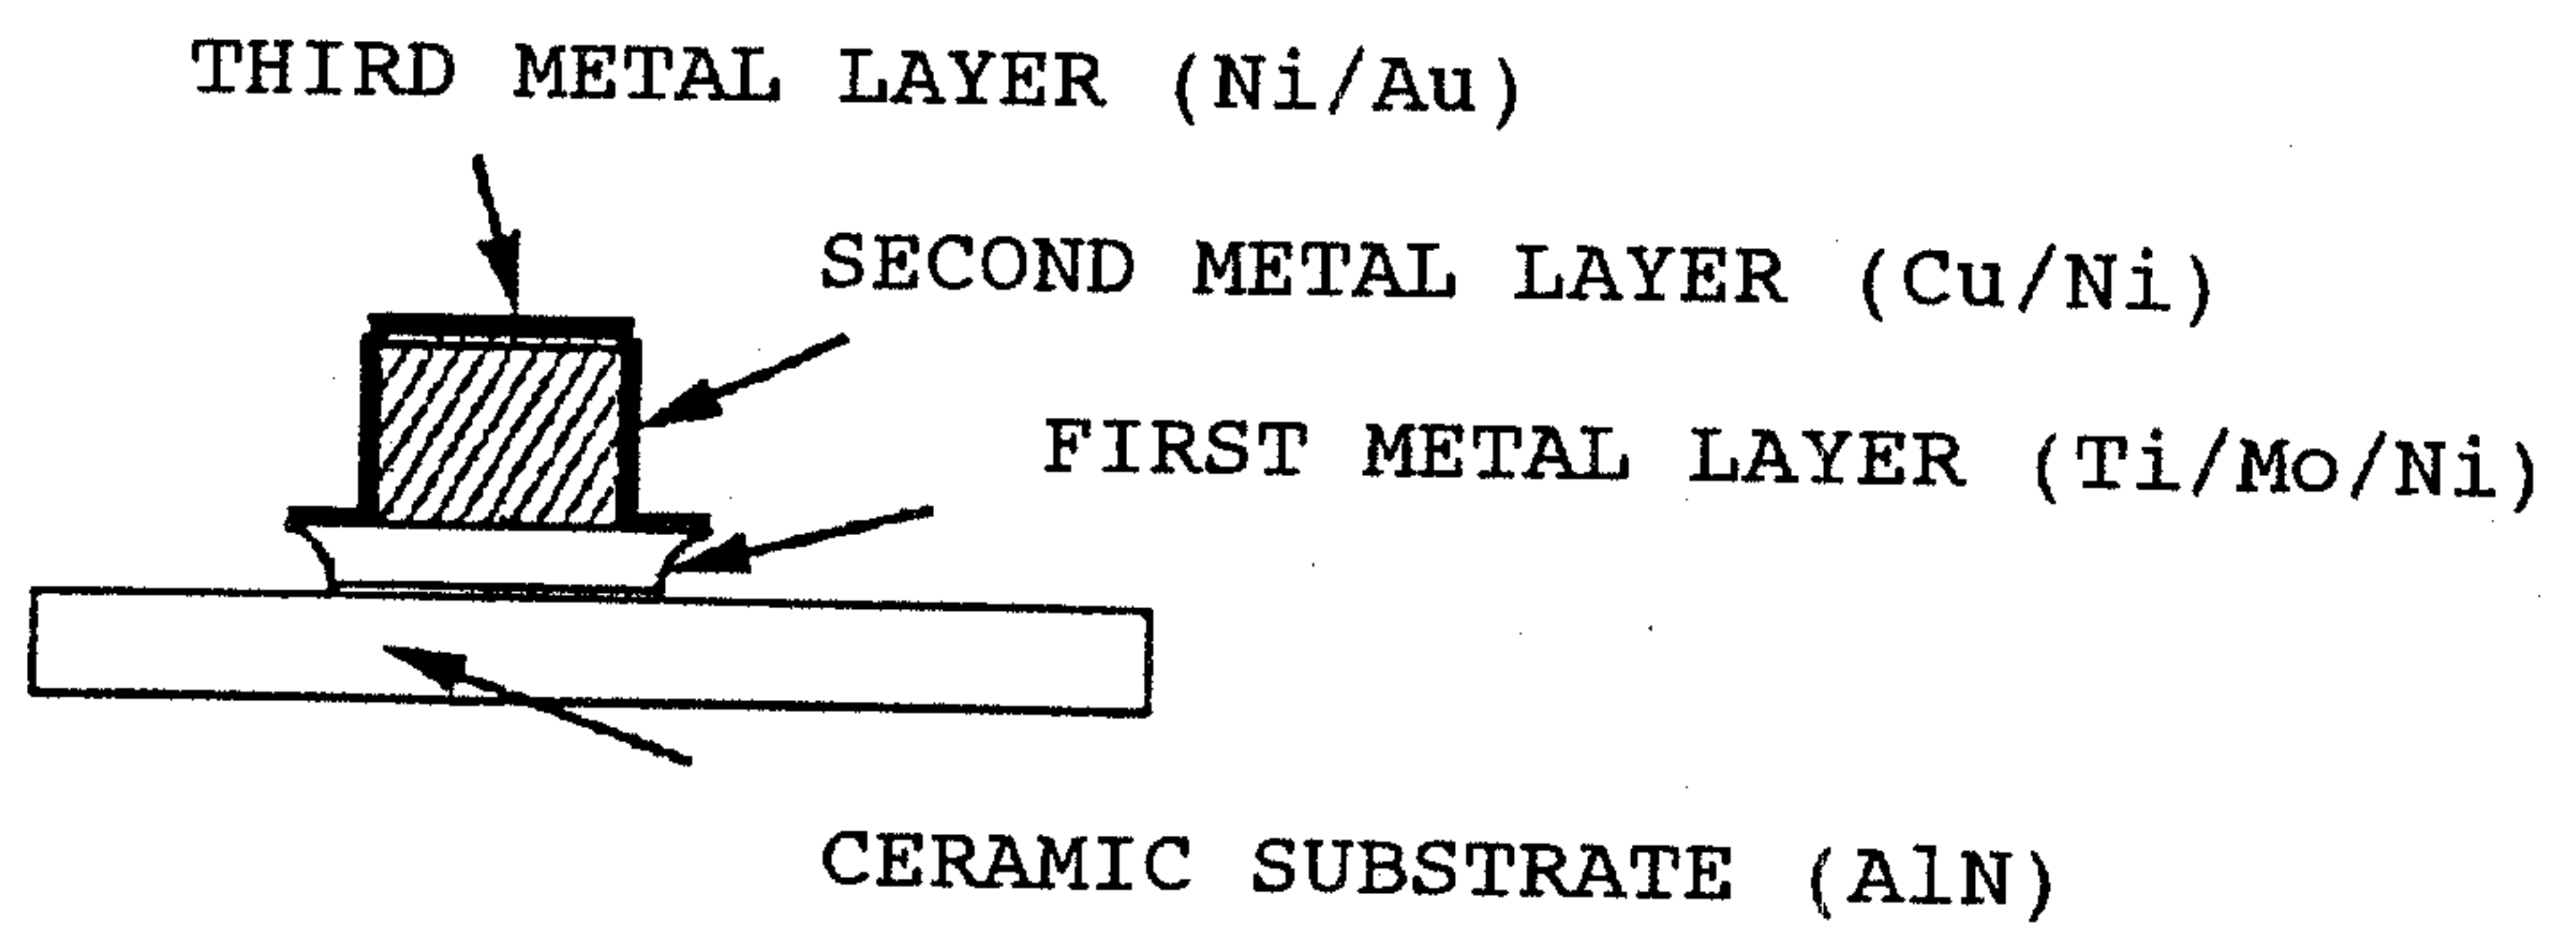 THIRD METAL LAYER (Ni/Au)
SECOND METAL LAYER (Cu/Ni)
FIRST METAL LAYER (Ti/Mo/Ni)
CERAMIC SUBSTRATE (AlN)